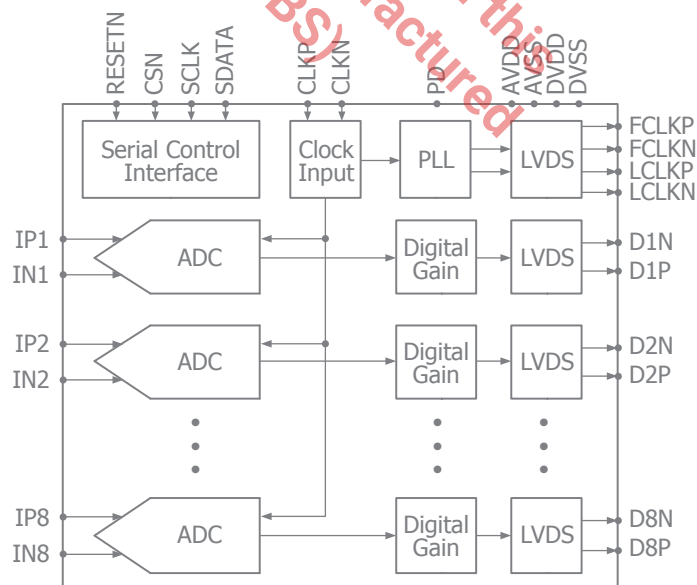 RESETN
CSN
SCLK
SDATA
CLKP
CLKN
PD
AVDD
AVSS
DVDD
DVSS
BS)
factured
this
Serial Control
Interface
Clock
Input
PLL
LVDS
FCLKP
FCLKN
LCLKP
LCLKN
IP1
IN1
ADC
Digital
Gain
LVDS
D1N
D1P
IP2
IN2
ADC
Digital
Gain
LVDS
D2N
D2P
IP8
IN8
ADC
Digital
Gain
LVDS
D8N
D8P